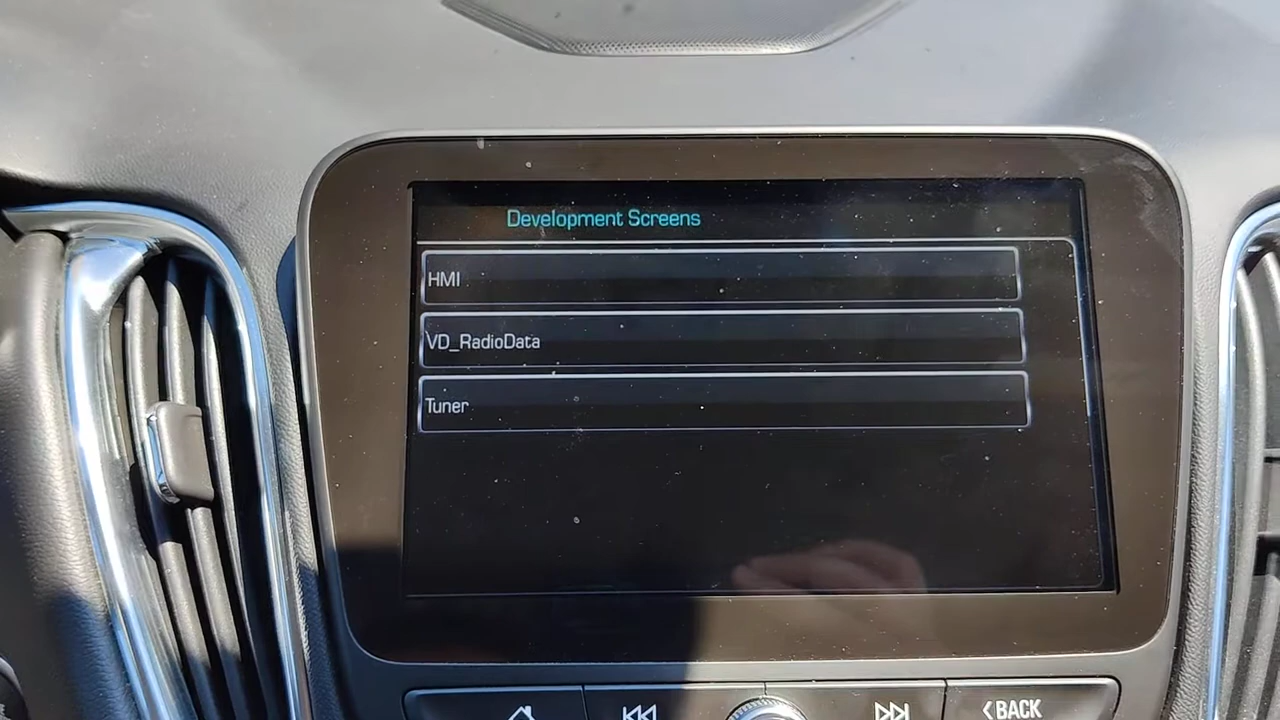 Development Screens
HMI
VD_RadioData
Tuner
BACK